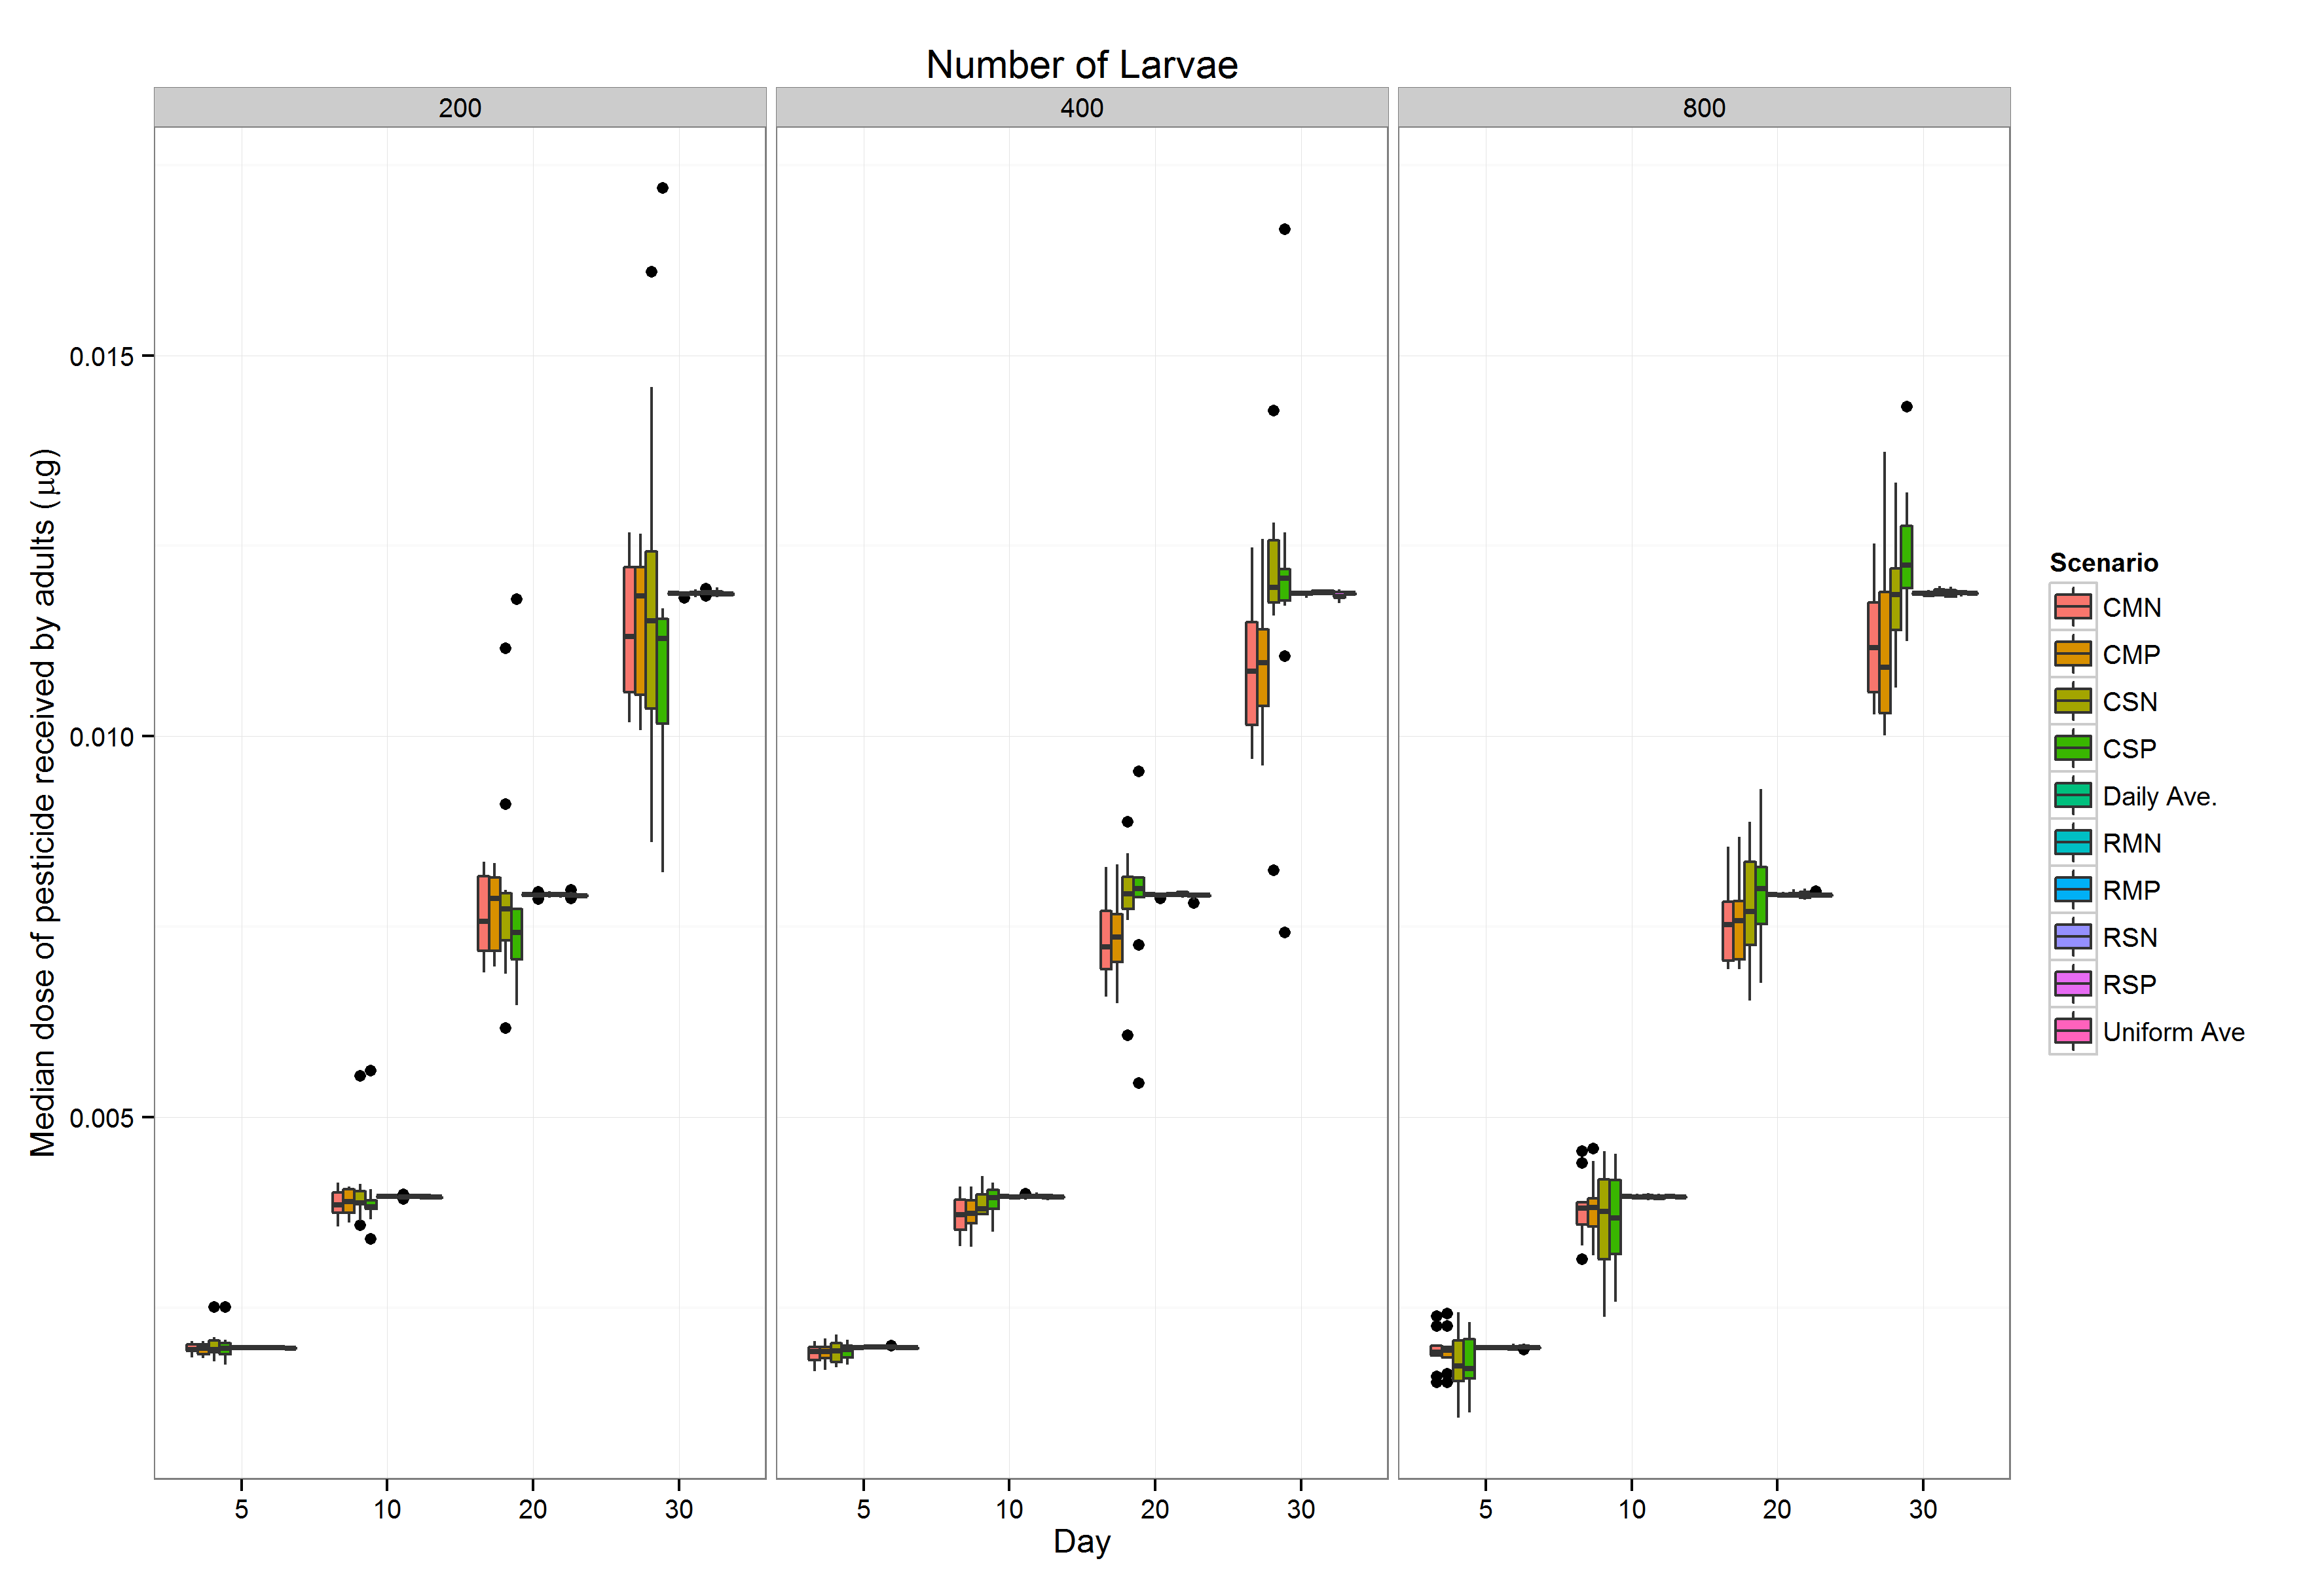 Number of Larvae
200 400 800
0.015
0.010
0.005
Median dose of pesticide received by adults (µg)
5 10 20 30 5 10 20 30 5 10 20 30
Day
Scenario
CMN
CMP
CSN
CSP
Daily Ave.
RMN
RMP
RSN
RSP
Uniform Ave